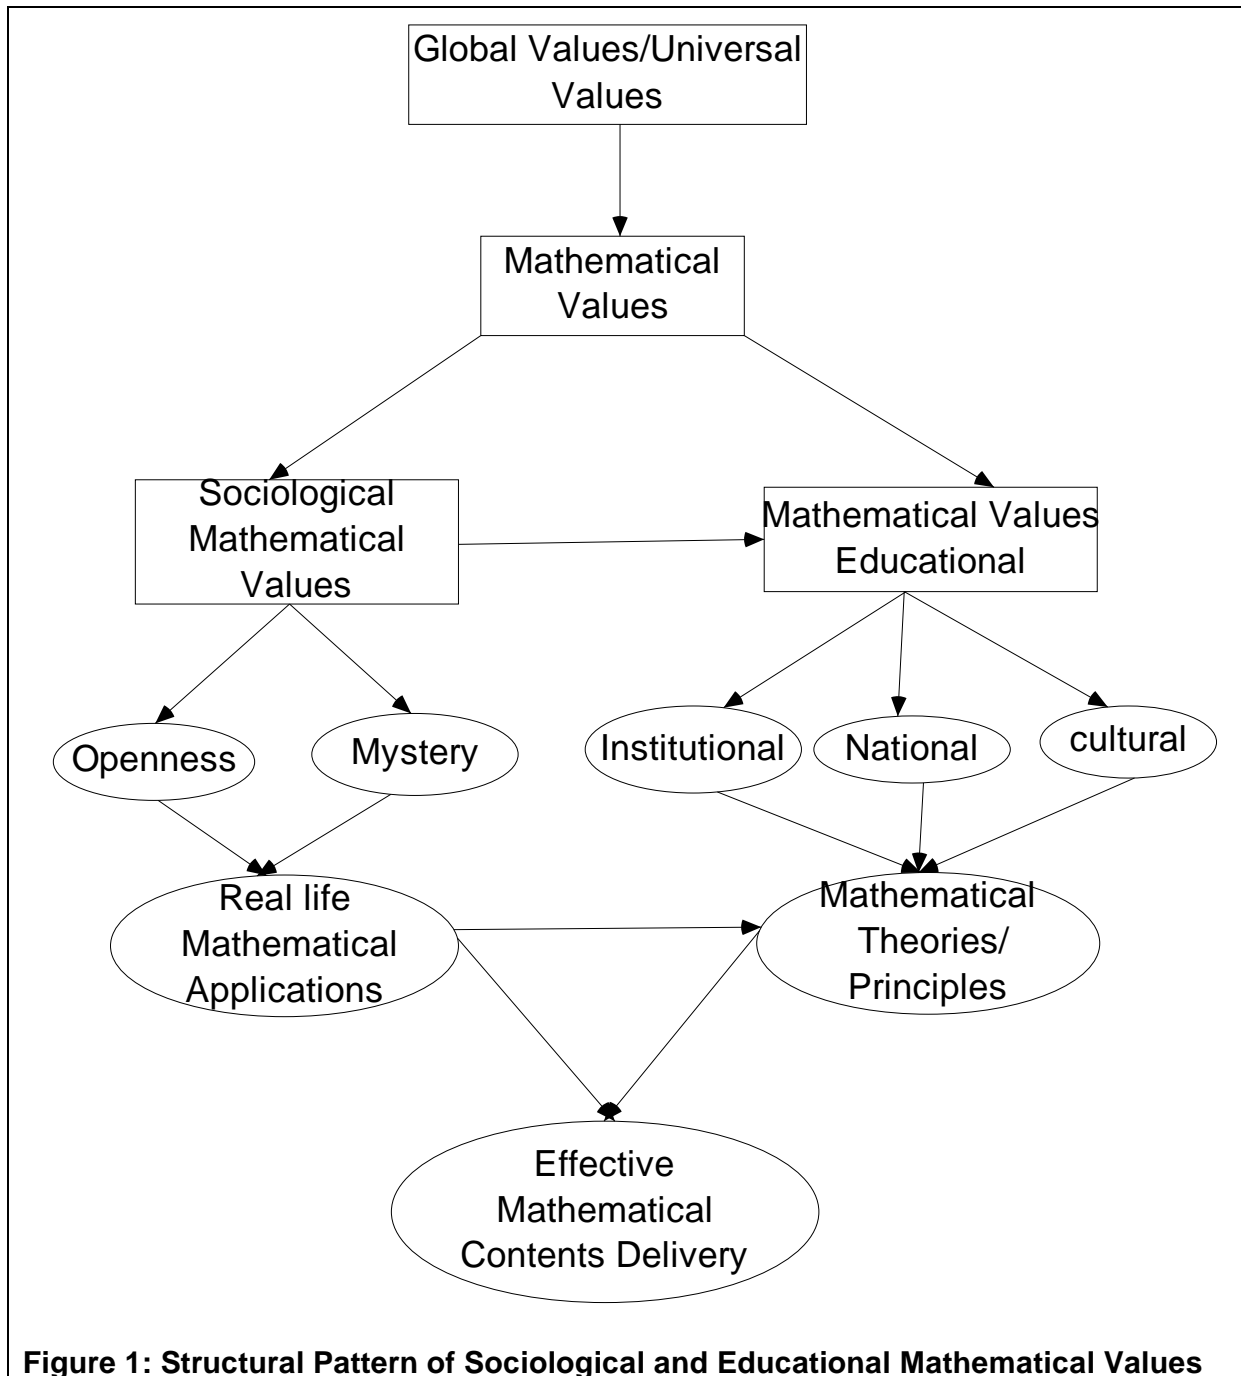 Global Values/Universal
Values
Mathematical
Values
Sociological
Mathematical
Values
Mathematical Values
Educational
Openness
Mystery
Institutional
National
cultural
Real life
Mathematical
Applications
Mathematical
Theories/
Principles
Effective
Mathematical
Contents Delivery
Figure 1: Structural Pattern of Sociological and Educational Mathematical Values